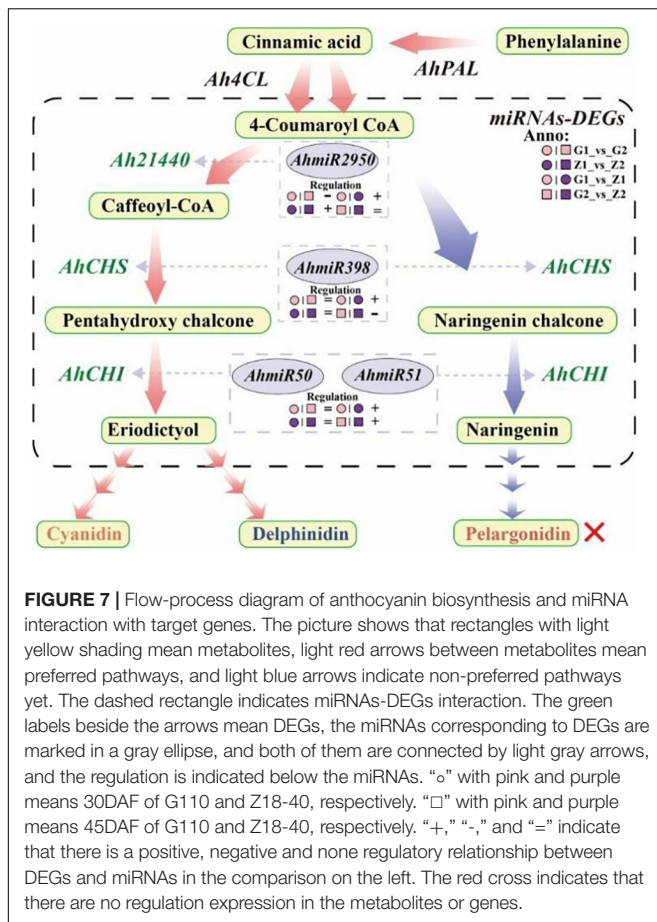 Cinnamic acid
Phenylalanine
Ah4CL
AhPAL
4-Coumaroyl CoA
miRNAs-DEGs
Anno:
G1_vs_G2
Z1_vs_Z2
G1_vs_Z1
G2_vs_Z2
Ah21440
AhmiR2950
Regulation
- +
+ =
Caffeoyl-CoA
AhCHS
AhmiR398
AhCHS
Regulation
= +
= -
Pentahydroxy chalcone
Naringenin chalcone
AhCHI
AhmiR50
AhmiR51
AhCHI
Regulation
= +
= +
Eriodictyol
Naringenin
Cyanidin
Delphinidin
Pelargonidin
FIGURE 7 | Flow-process diagram of anthocyanin biosynthesis and miRNA
interaction with target genes. The picture shows that rectangles with light
yellow shading mean metabolites, light red arrows between metabolites mean
preferred pathways, and light blue arrows indicate non-preferred pathways
yet. The dashed rectangle indicates miRNAs-DEGs interaction. The green
labels beside the arrows mean DEGs, the miRNAs corresponding to DEGs are
marked in a gray ellipse, and both of them are connected by light gray arrows,
and the regulation is indicated below the miRNAs. “○” with pink and purple
means 30DAF of G110 and Z18-40, respectively. “□” with pink and purple
means 45DAF of G110 and Z18-40, respectively. “+,” “-,” and “=” indicate
that there is a positive, negative and none regulatory relationship between
DEGs and miRNAs in the comparison on the left. The red cross indicates that
there are no regulation expression in the metabolites or genes.